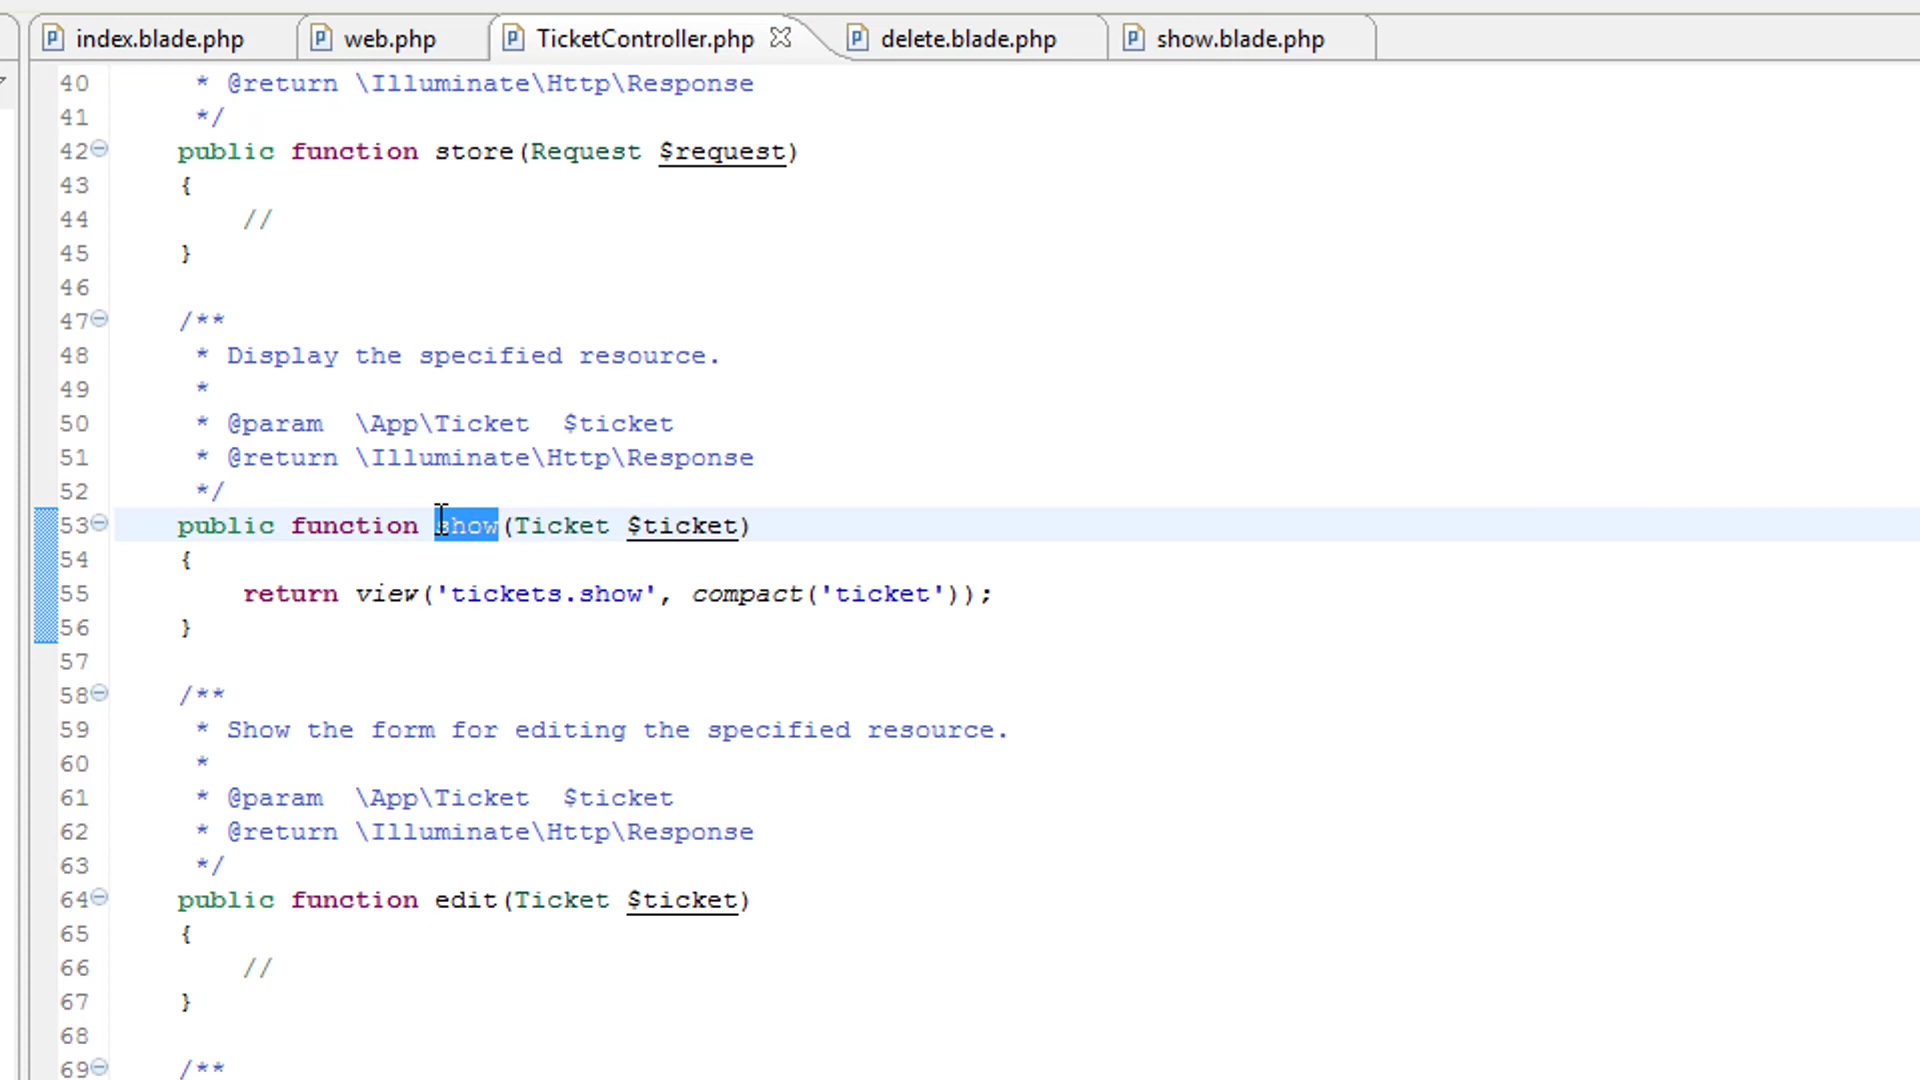 index.blade.php web.php TicketController.php delete.blade.php show.blade.php
40 * @return \Illuminate\Http\Response
41 */
42 public function store(Request $request)
43 {
44 //
45 }
46
47 /**
48 * Display the specified resource.
49 *
50 * @param  \App\Ticket  $ticket
51 * @return \Illuminate\Http\Response
52 */
53 public function show(Ticket $ticket)
54 {
55 return view('tickets.show', compact('ticket'));
56 }
57
58 /**
59 * Show the form for editing the specified resource.
60 *
61 * @param  \App\Ticket  $ticket
62 * @return \Illuminate\Http\Response
63 */
64 public function edit(Ticket $ticket)
65 {
66 //
67 }
68
69 /**